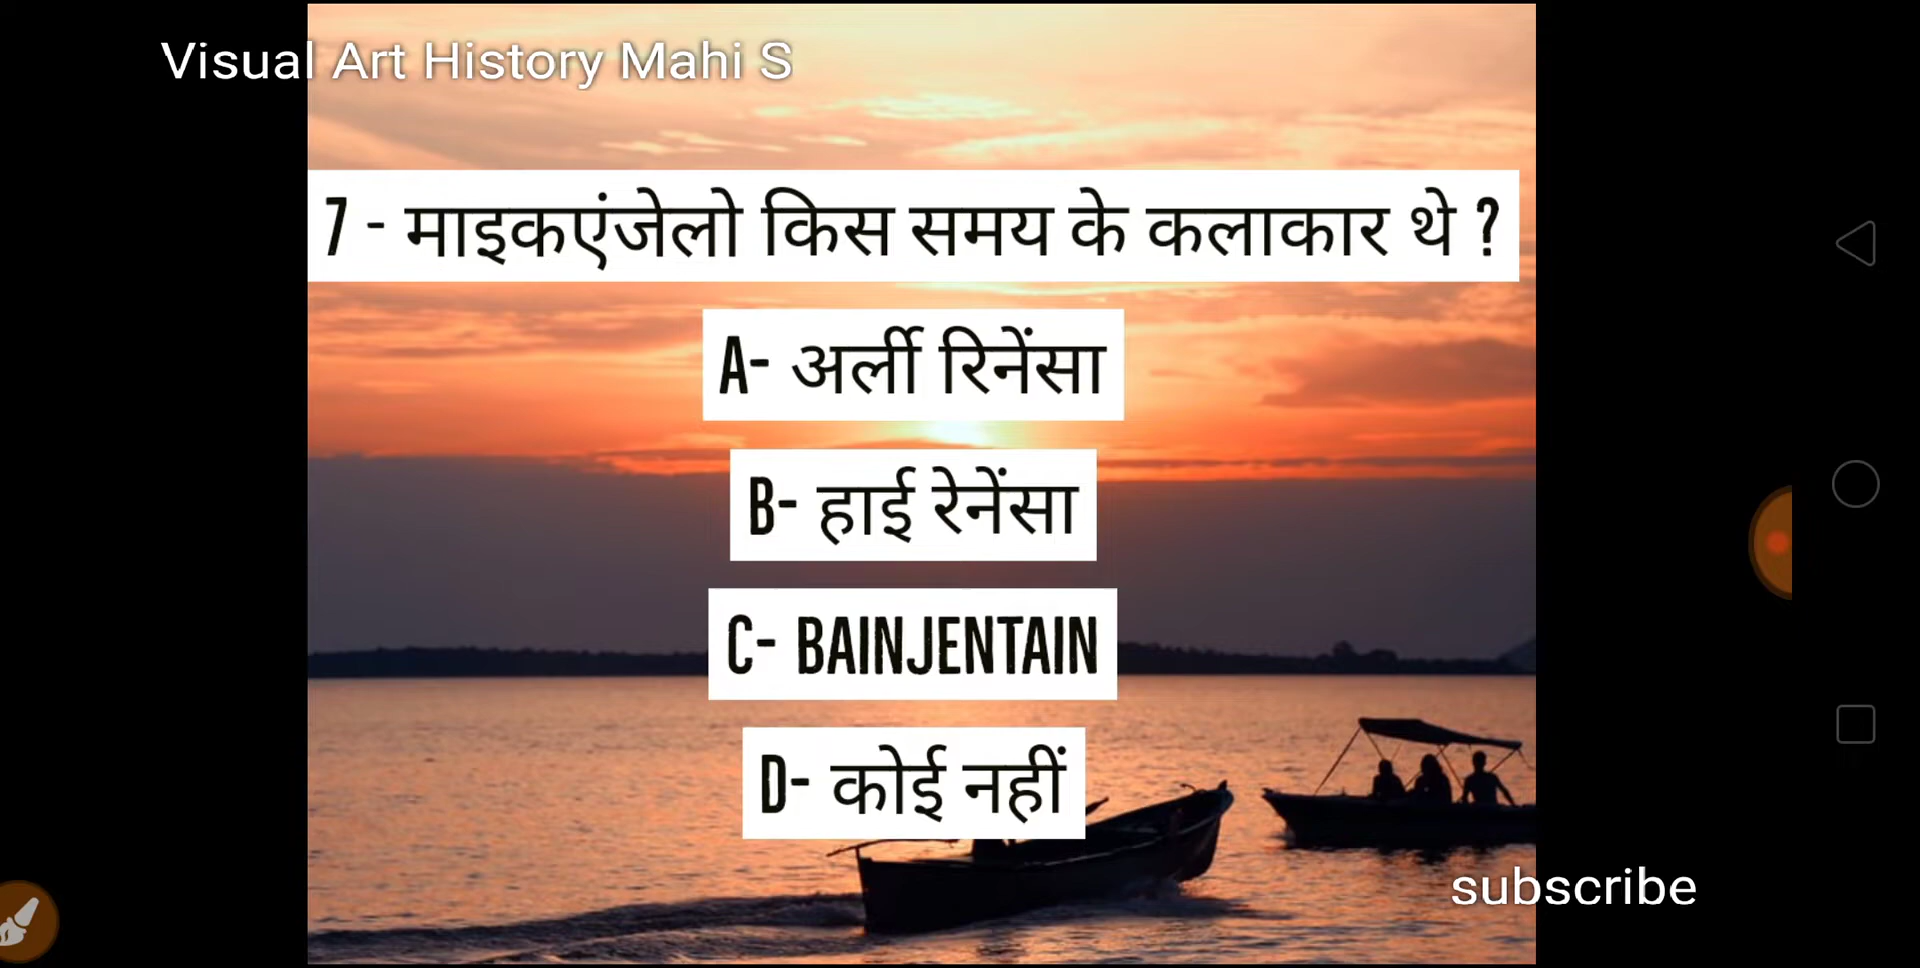 Visual Art History Mahi S
7 - माइकएंजेलो किस समय के कलाकार थे ?
A- अर्ली रिनेंसा
B- हाई रेनेंसा
C- BAINJENTAIN
D- कोई नहीं
subscribe